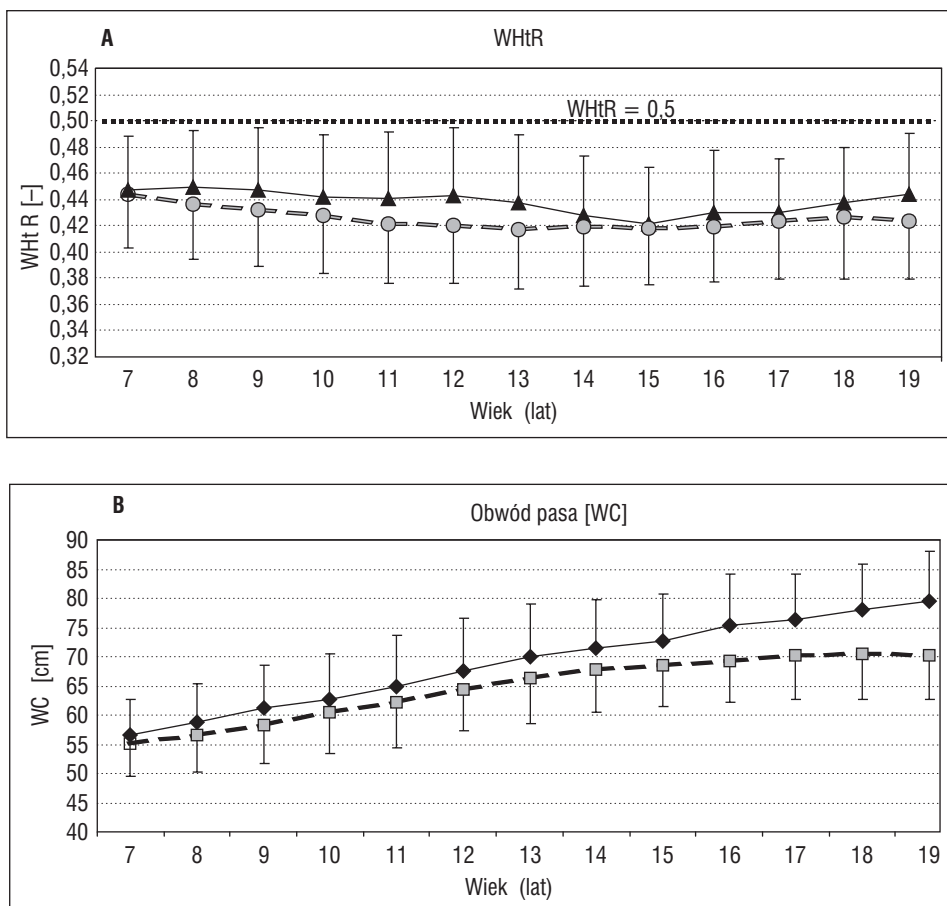 A
WHtR
0,54
0,52
0,50
0,48
0,46
0,44
0,42
0,40
0,38
0,36
0,34
0,32
WHtR = 0,5
WHt R [–]
7 8 9 10 11 12 13 14 15 16 17 18 19
Wiek (lat)
B
Obwód pasa [WC]
90
85
80
75
70
65
60
55
50
45
40
WC [cm]
7 8 9 10 11 12 13 14 15 16 17 18 19
Wiek (lat)